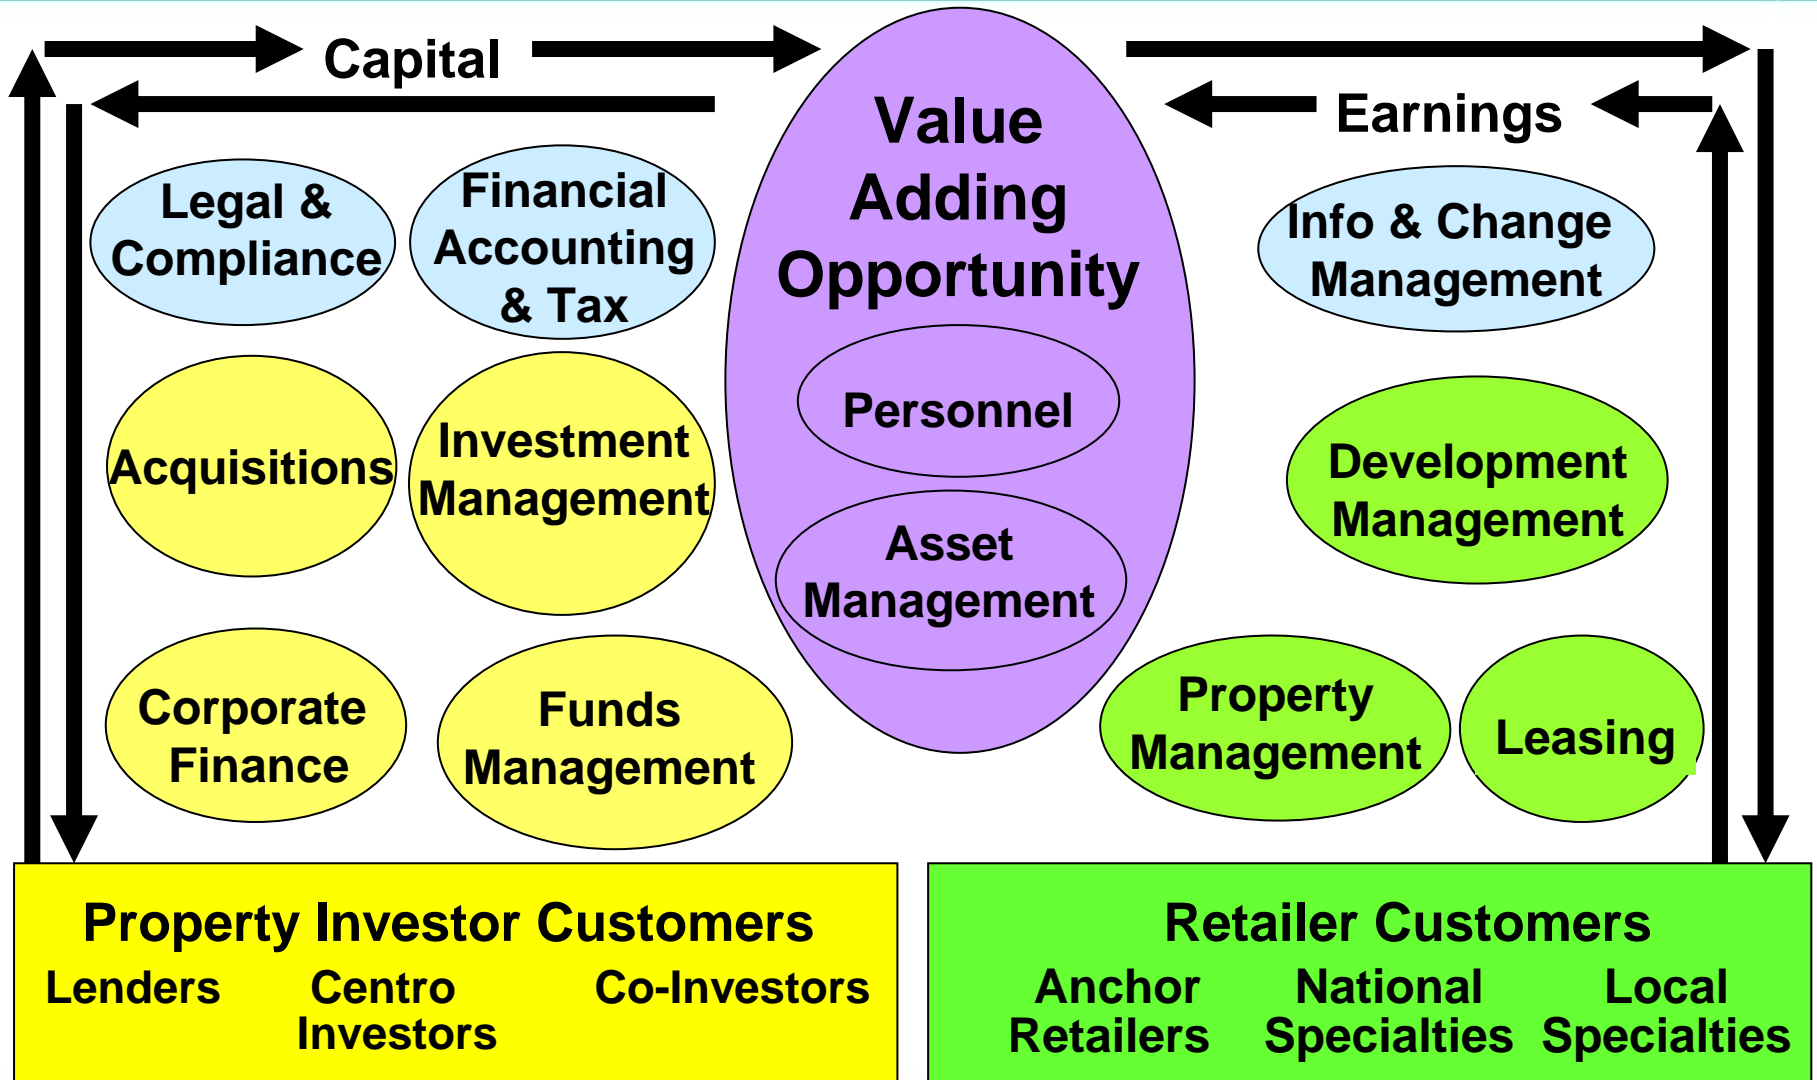 Capital
Earnings
Value
Adding
Opportunity
Legal &
Compliance
Financial
Accounting
& Tax
Info & Change
Management
Personnel
Acquisitions
Investment
Management
Asset
Management
Development
Management
Corporate
Finance
Funds
Management
Property
Management
Leasing
Property Investor Customers
Lenders
Centro
Investors
Co-Investors
Retailer Customers
Anchor
Retailers
National
Specialties
Local
Specialties